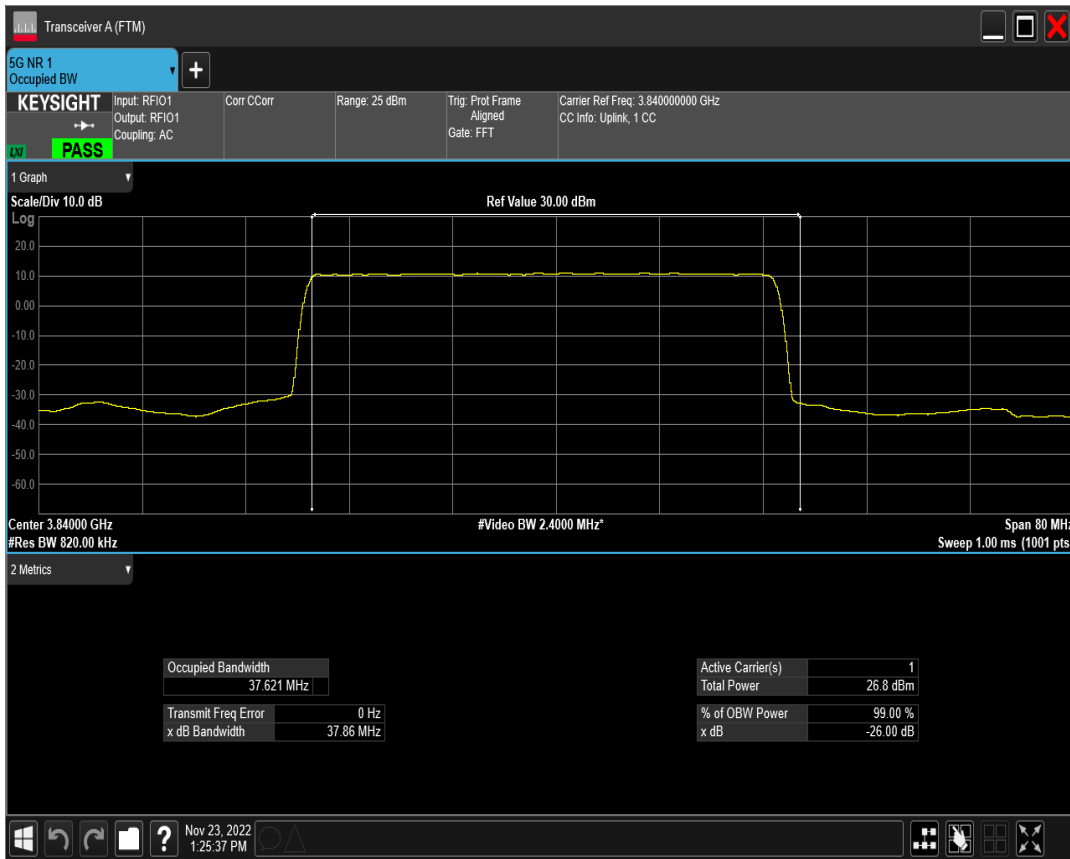 Transceiver A (FTM)
5G NR 1
Occupied BW
KEYSIGHT
LXI
PASS
Input: RFIO1
Output: RFIO1
Coupling: AC
Corr CCorr
Range: 25 dBm
Trig: Prot Frame
Aligned
Gate: FFT
Carrier Ref Freq: 3.840000000 GHz
CC Info: Uplink, 1 CC
1 Graph
Scale/Div 10.0 dB
Ref Value 30.00 dBm
Log
20.0
10.0
0.00
-10.0
-20.0
-30.0
-40.0
-50.0
-60.0
Center 3.84000 GHz
#Video BW 2.4000 MHz*
Span 80 MHz
#Res BW 820.00 kHz
Sweep 1.00 ms (1001 pts
2 Metrics
Occupied Bandwidth
37.621 MHz
Transmit Freq Error 0 Hz
x dB Bandwidth 37.86 MHz
Active Carrier(s) 1
Total Power 26.8 dBm
% of OBW Power 99.00 %
x dB -26.00 dB
?
Nov 23, 2022
1:25:37 PM